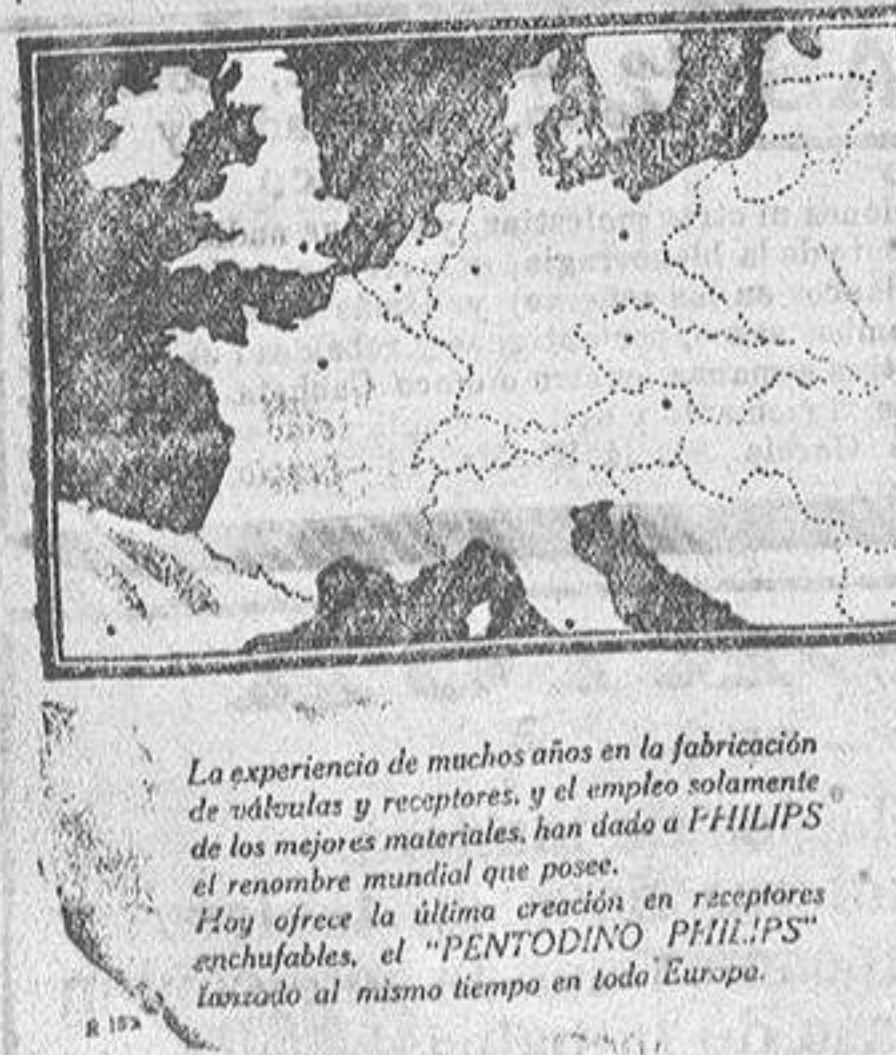 La experiencia de muchos años en la fabricación
de válvulas y receptores, y el empleo solamente
de los mejores materiales, han dado a PHILIPS
el renombre mundial que posee.
Hoy ofrece la última creación en receptores
enchufables, el "PENTODINO PHILIPS"
lanzado al mismo tiempo en toda Europa.